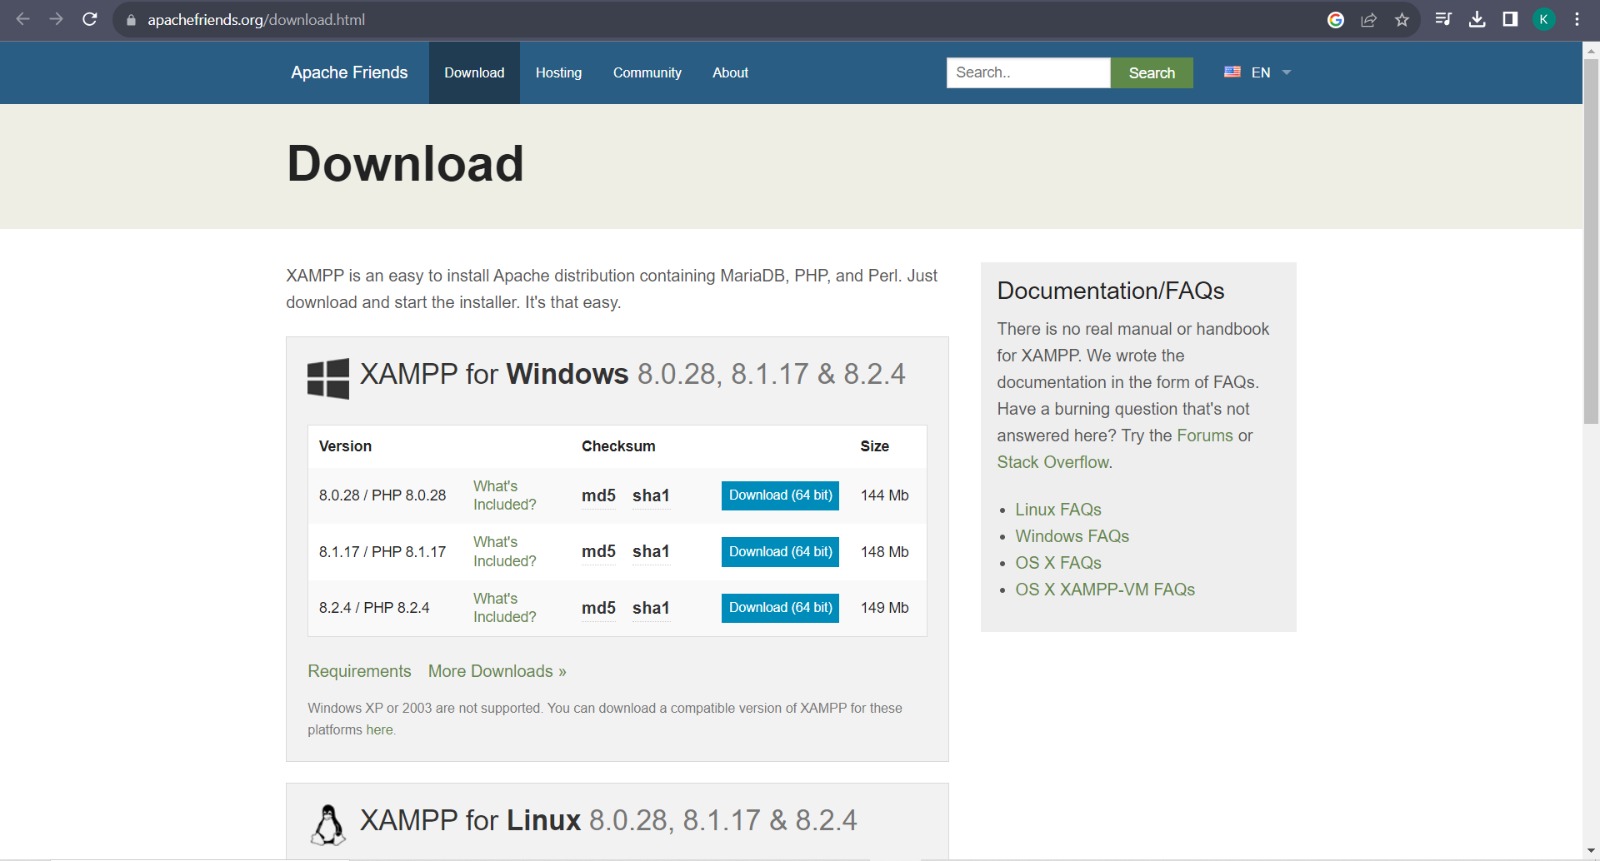 apachefriends.org/download.html
K
Apache Friends
Download
Hosting
Community
About
Search..
Search
EN
Download
XAMPP is an easy to install Apache distribution containing MariaDB, PHP, and Perl. Just
download and start the installer. It's that easy.
XAMPP for Windows 8.0.28, 8.1.17 & 8.2.4
Version Checksum Size
8.0.28 / PHP 8.0.28 What's Included? md5 sha1 Download (64 bit) 144 Mb
8.1.17 / PHP 8.1.17 What's Included? md5 sha1 Download (64 bit) 148 Mb
8.2.4 / PHP 8.2.4 What's Included? md5 sha1 Download (64 bit) 149 Mb
Requirements More Downloads »
Windows XP or 2003 are not supported. You can download a compatible version of XAMPP for these
platforms here.
XAMPP for Linux 8.0.28, 8.1.17 & 8.2.4
Documentation/FAQs
There is no real manual or handbook
for XAMPP. We wrote the
documentation in the form of FAQs.
Have a burning question that's not
answered here? Try the Forums or
Stack Overflow.
• Linux FAQs
• Windows FAQs
• OS X FAQs
• OS X XAMPP-VM FAQs